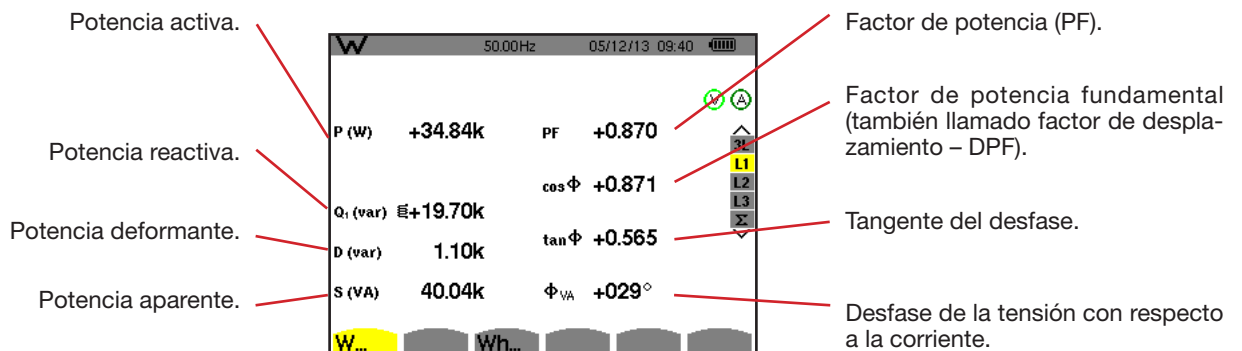 Potencia activa.
Potencia reactiva.
Potencia deformante.
Potencia aparente.
W 50.00Hz 05/12/13 09:40
V A
P (W) +34.84k PF +0.870
cos Φ +0.871
Q₁ (var) +19.70k
D (var) 1.10k tan Φ +0.565
S (VA) 40.04k ΦVA +029°
3L
L1
L2
L3
Σ
W... Wh...
Factor de potencia (PF).
Factor de potencia fundamental
(también llamado factor de despla-
zamiento – DPF).
Tangente del desfase.
Desfase de la tensión con respecto
a la corriente.